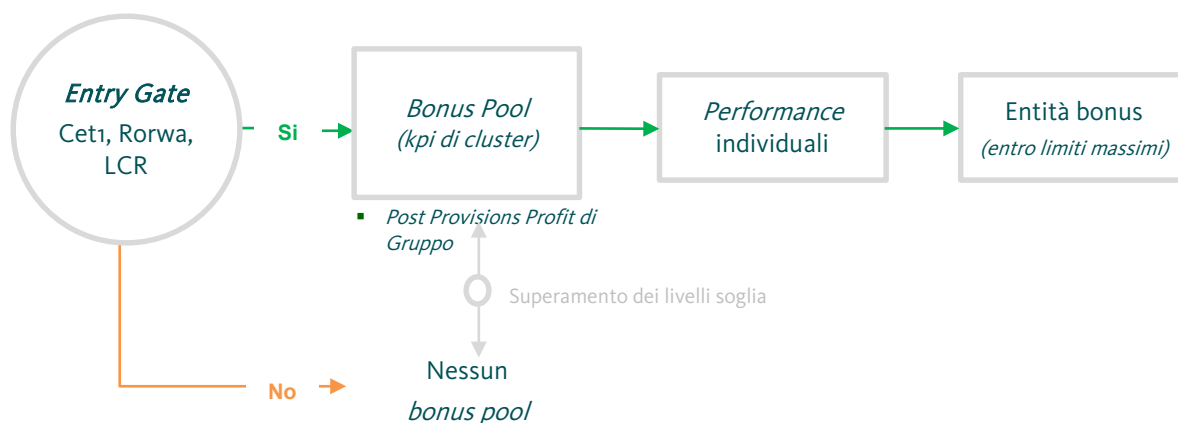 Entry Gate
Cet1, Rorwa,
LCR
Si
Bonus Pool
(kpi di cluster)
Performance
individuali
Entità bonus
(entro limiti massimi)
▪ Post Provisions Profit di
Gruppo
Superamento dei livelli soglia
No
Nessun
bonus pool